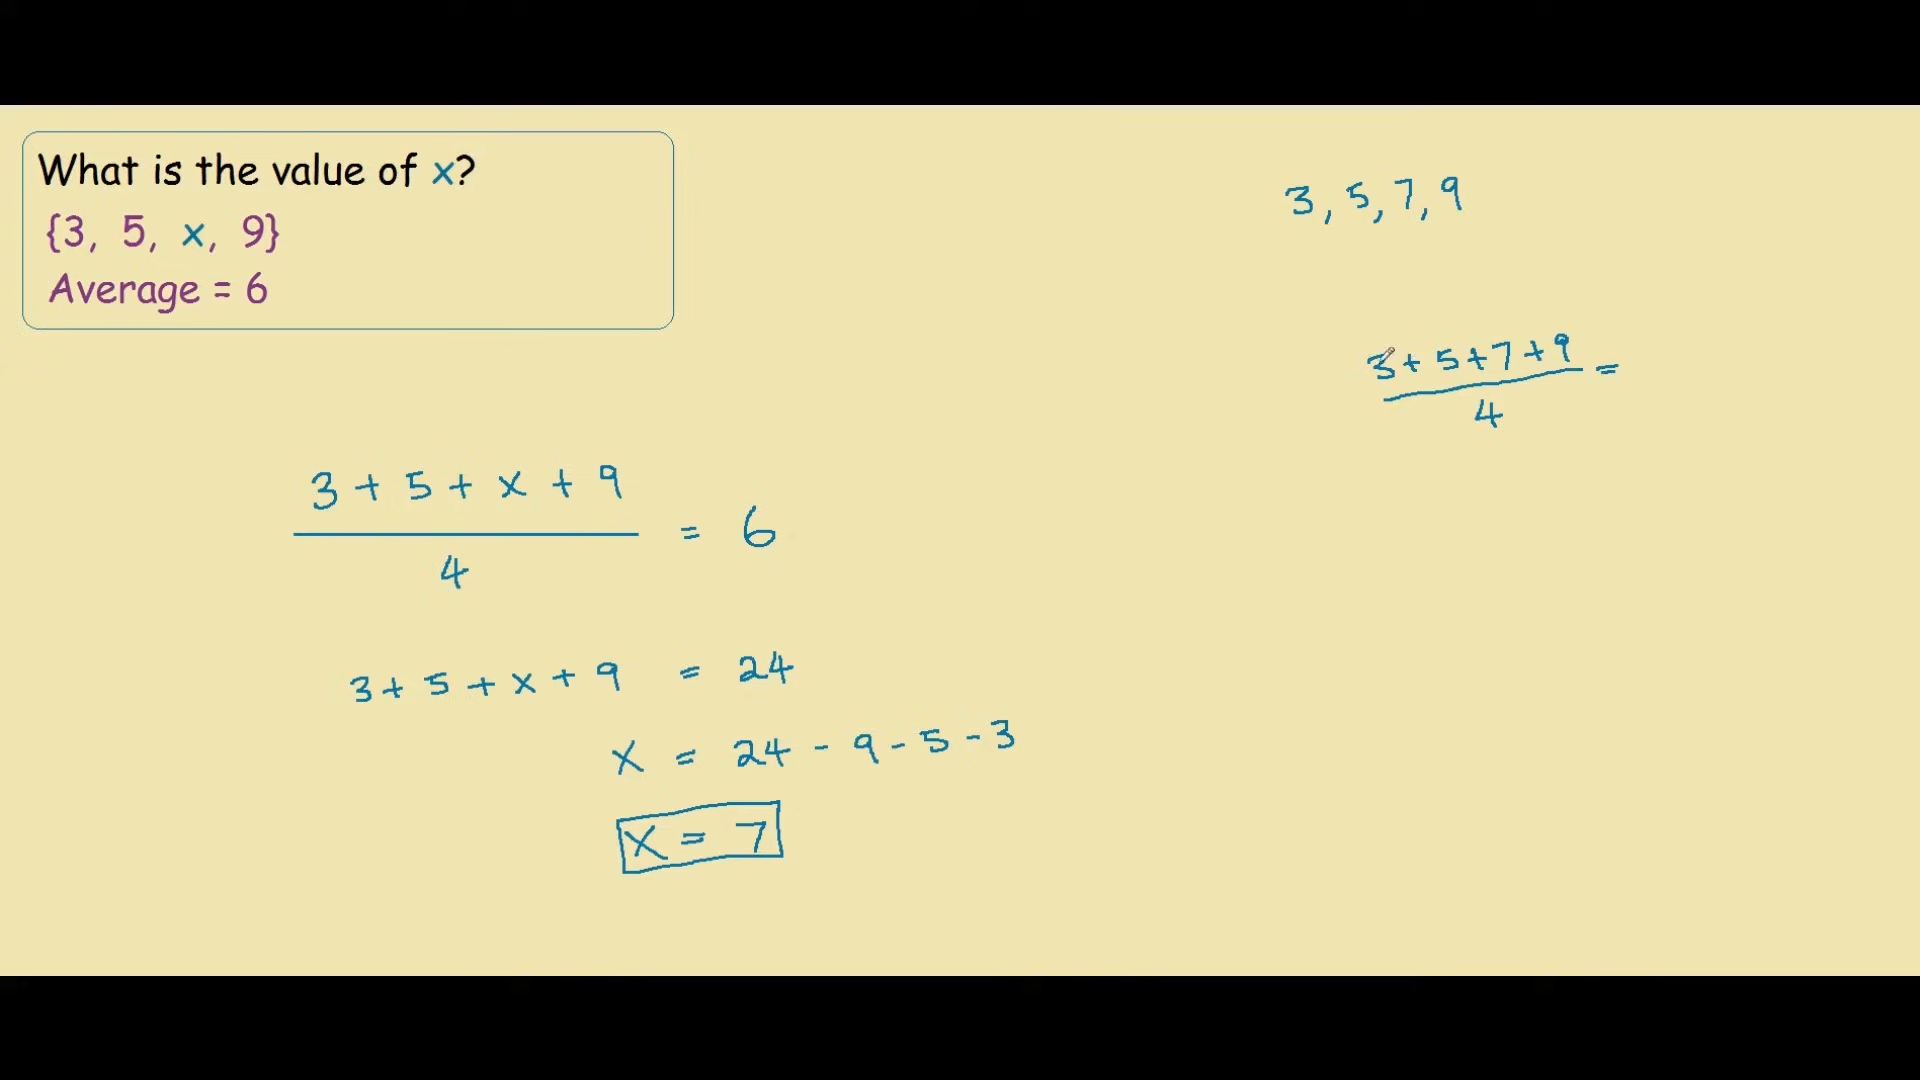 What is the value of x?
{3, 5, x, 9}
Average = 6
3 + 5 + x + 9
4
= 6
3 + 5 + x + 9 = 24
x = 24 - 9 - 5 - 3
x = 7
3, 5, 7, 9
3 + 5 + 7 + 9
4
=